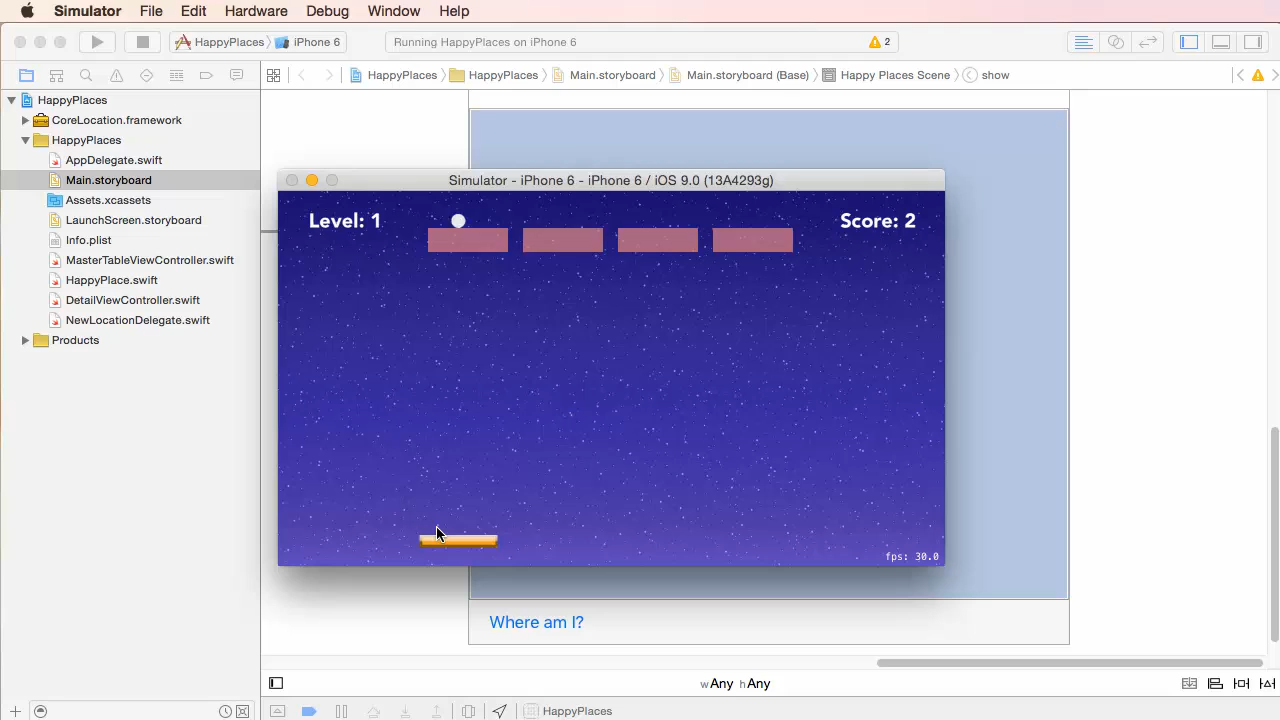 Simulator File Edit Hardware Debug Window Help
HappyPlaces iPhone 6 Running HappyPlaces on iPhone 6 2
HappyPlaces HappyPlaces Main.storyboard Main.storyboard (Base) Happy Places Scene show
HappyPlaces
CoreLocation.framework
HappyPlaces
AppDelegate.swift
Main.storyboard
Assets.xcassets
LaunchScreen.storyboard
Info.plist
MasterTableViewController.swift
HappyPlace.swift
DetailViewController.swift
NewLocationDelegate.swift
Products
Simulator - iPhone 6 - iPhone 6 / iOS 9.0 (13A4293g)
Level: 1 Score: 2
fps: 30.0
Where am I?
wAny hAny
HappyPlaces